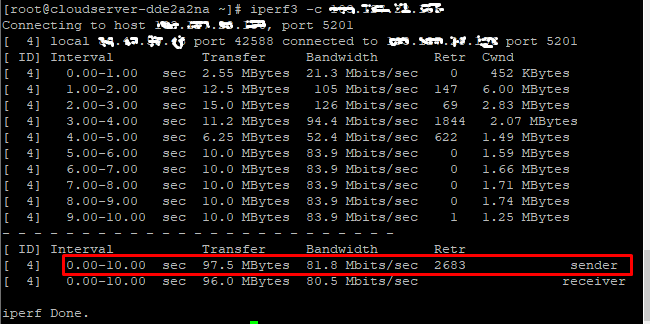 [root@cloudserver-dde2a2na ~]# iperf3 -c
Connecting to host , port 5201
[  4] local port 42588 connected to port 5201
[ ID] Interval           Transfer     Bandwidth       Retr  Cwnd
[  4]   0.00-1.00   sec  2.55 MBytes  21.3 Mbits/sec    0    452 KBytes
[  4]   1.00-2.00   sec  12.5 MBytes   105 Mbits/sec  147   6.00 MBytes
[  4]   2.00-3.00   sec  15.0 MBytes   126 Mbits/sec   69   2.83 MBytes
[  4]   3.00-4.00   sec  11.2 MBytes  94.4 Mbits/sec  1844   2.07 MBytes
[  4]   4.00-5.00   sec  6.25 MBytes  52.4 Mbits/sec  622   1.49 MBytes
[  4]   5.00-6.00   sec  10.0 MBytes  83.9 Mbits/sec    0   1.59 MBytes
[  4]   6.00-7.00   sec  10.0 MBytes  83.9 Mbits/sec    0   1.66 MBytes
[  4]   7.00-8.00   sec  10.0 MBytes  83.9 Mbits/sec    0   1.71 MBytes
[  4]   8.00-9.00   sec  10.0 MBytes  83.9 Mbits/sec    0   1.74 MBytes
[  4]   9.00-10.00  sec  10.0 MBytes  83.9 Mbits/sec    1   1.25 MBytes
- - - - - - - - - - - - - - - - - - - - - - - - -
[ ID] Interval           Transfer     Bandwidth       Retr
[  4]   0.00-10.00  sec  97.5 MBytes  81.8 Mbits/sec  2683             sender
[  4]   0.00-10.00  sec  96.0 MBytes  80.5 Mbits/sec                  receiver
iperf Done.